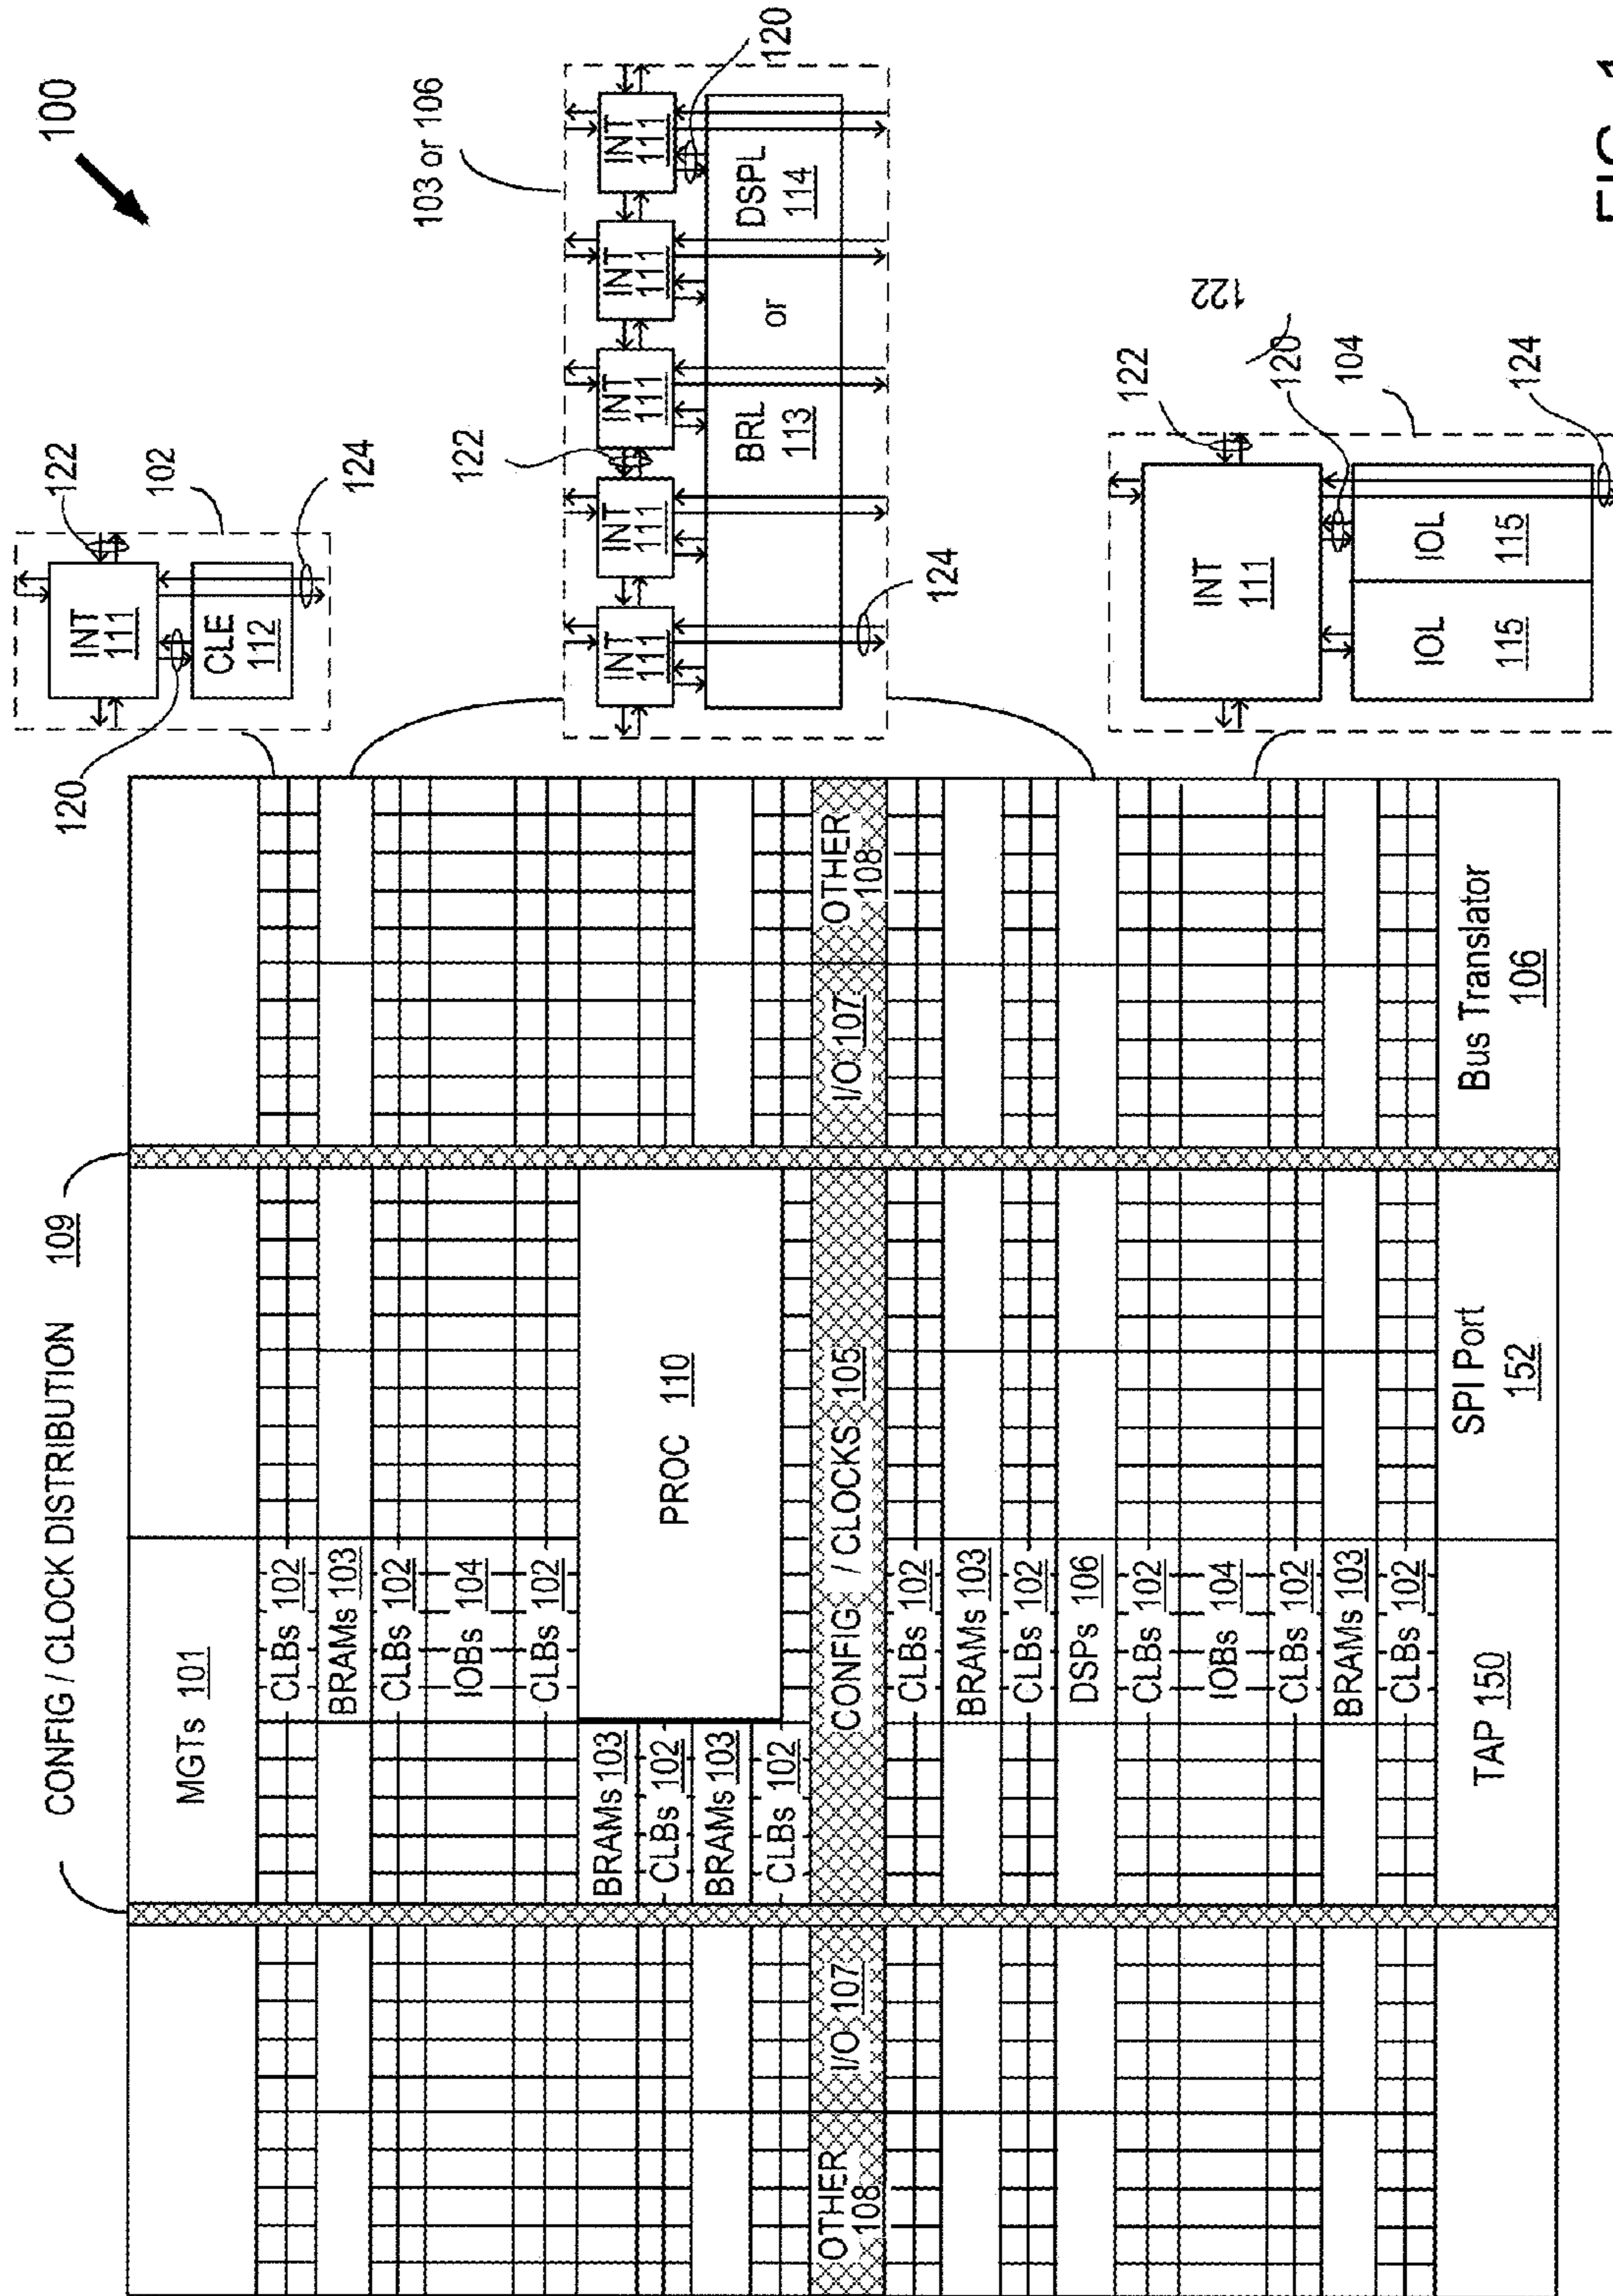 100
CONFIG / CLOCK DISTRIBUTION 109
MGTs 101
CLBs 102
BRAMs 103
CLBs 102
IOBs 104
CLBs 102
BRAMs 103
CLBs 102
BRAMs 103
CLBs 102
PROC 110
OTHER
108
I/O 107
CONFIG / CLOCKS 105
I/O 107
OTHER
108
CLBs 102
BRAMs 103
CLBs 102
DSPs 106
CLBs 102
IOBs 104
CLBs 102
BRAMs 103
CLBs 102
TAP 150
SPI Port
152
Bus Translator
106
120
INT
111
CLE
112
122
102
124
103 or 106
INT
111
INT
111
INT
111
INT
111
INT
111
122
120
BRL
113
or
DSPL
114
124
INT
111
122
120
122
104
IOL
115
IOL
115
124
FIG. 1